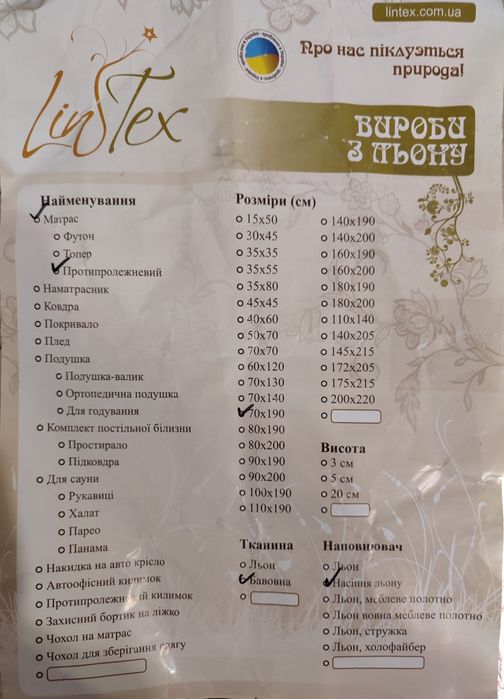 lintex.com.ua
LinTex
Про нас піклується
природа!
ВИРОБИ
З ЛЬОНУ
Найменування
Матрас
Футон
Топер
Протипролежневий
Наматрасник
Ковдра
Покривало
Плед
Подушка
Подушка-валик
Ортопедична подушка
Для годування
Комплект постільної білизни
Простирало
Підковдра
Для сауни
Рукавиці
Халат
Парео
Панама
Накидка на авто крісло
Автоофісний килимок
Протипролежневий килимок
Захисний бортик на ліжко
Чохол на матрас
Чохол для зберігання одягу
Розміри (см)
15х50
30х45
35х35
35х55
35х80
45х45
40х60
50х70
70х70
60х120
70х130
70х140
70х190
80х190
80х200
90х190
90х200
100х190
110х190
140х190
140х200
160х190
160х200
180х190
180х200
110х140
140х205
145х215
172х205
175х215
200х220
Висота
3 см
5 см
20 см
Тканина
Льон
Бавовна
Наповнювач
Льон
Насіння льону
Льон, меблеве полотно
Льон вовна меблеве полотно
Льон, стружка
Льон, холофайбер